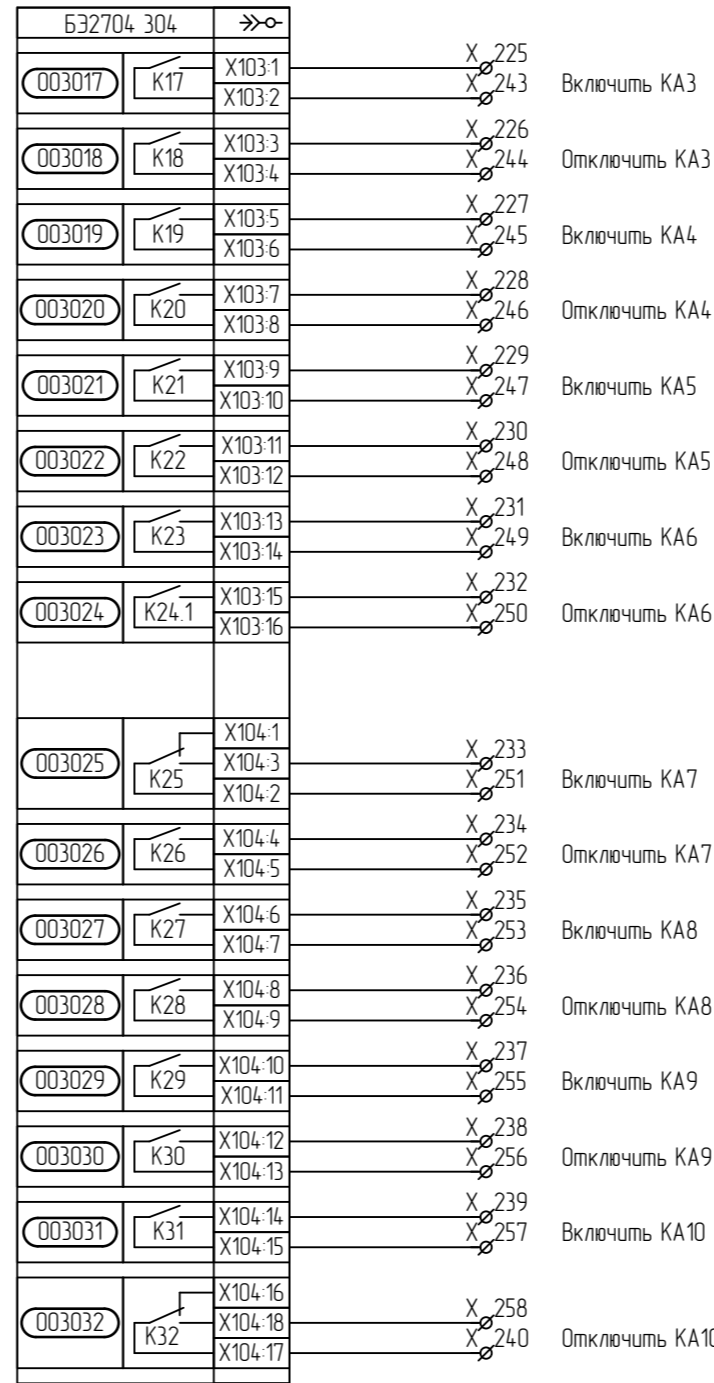 БЭ2704 304
003017 K17 X103:1 X 225
X103:2 X 243 Включить КА3
003018 K18 X103:3 X 226
X103:4 X 244 Отключить КА3
003019 K19 X103:5 X 227
X103:6 X 245 Включить КА4
003020 K20 X103:7 X 228
X103:8 X 246 Отключить КА4
003021 K21 X103:9 X 229
X103:10 X 247 Включить КА5
003022 K22 X103:11 X 230
X103:12 X 248 Отключить КА5
003023 K23 X103:13 X 231
X103:14 X 249 Включить КА6
003024 K24.1 X103:15 X 232
X103:16 X 250 Отключить КА6
X104:1
003025 X104:3 X 233
K25 X104:2 X 251 Включить КА7
003026 K26 X104:4 X 234
X104:5 X 252 Отключить КА7
003027 K27 X104:6 X 235
X104:7 X 253 Включить КА8
003028 K28 X104:8 X 236
X104:9 X 254 Отключить КА8
003029 K29 X104:10 X 237
X104:11 X 255 Включить КА9
003030 K30 X104:12 X 238
X104:13 X 256 Отключить КА9
003031 K31 X104:14 X 239
X104:15 X 257 Включить КА10
X104:16
003032 X104:18 X 258
K32 X104:17 X 240 Отключить КА10